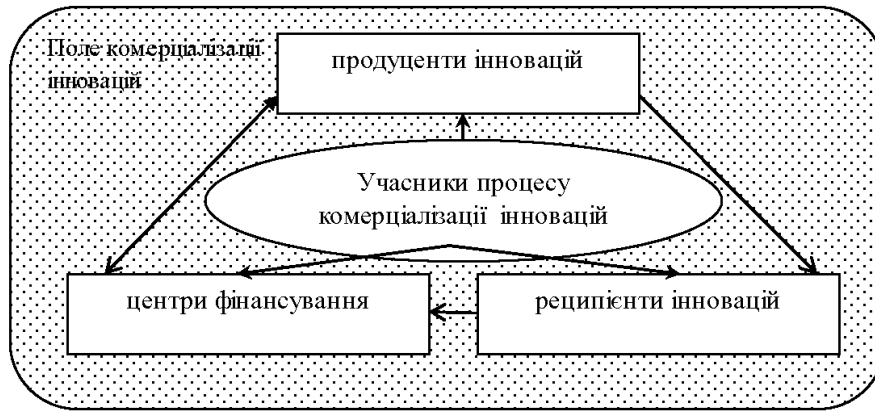 Поле комерціалізації
інновацій
продуценти інновацій
Учасники процесу
комерціалізації інновацій
центри фінансування
реципієнти інновацій